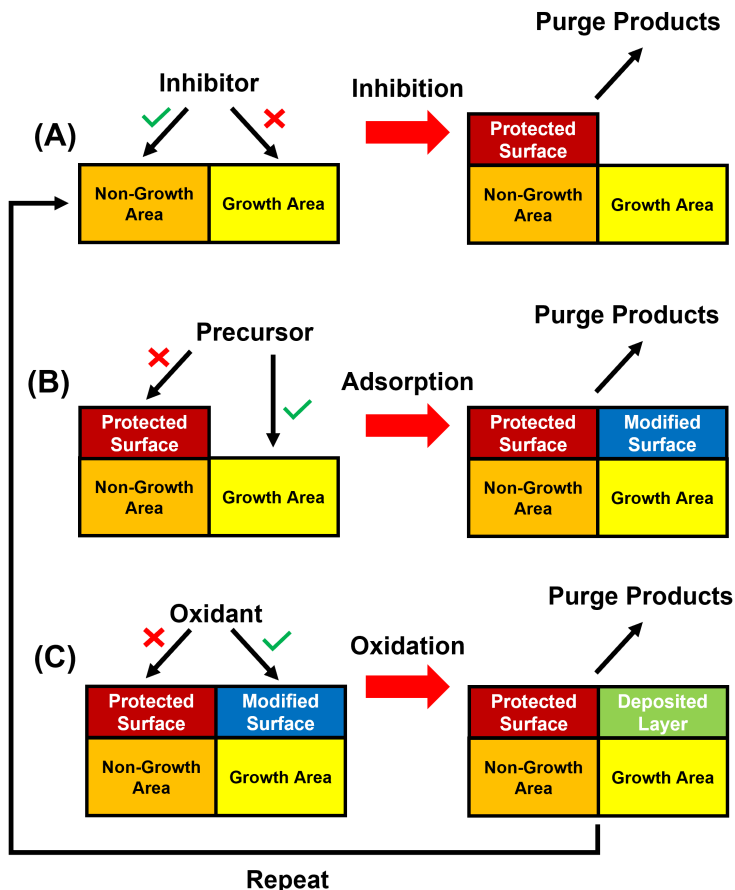 Purge Products
Inhibitor
Inhibition
(A)
Protected
Surface
Non-Growth
Area
Growth Area
Non-Growth
Area
Growth Area
Purge Products
Precursor
(B)
Adsorption
Protected
Surface
Protected
Surface
Modified
Surface
Non-Growth
Area
Growth Area
Non-Growth
Area
Growth Area
Purge Products
Oxidant
(C)
Oxidation
Protected
Surface
Modified
Surface
Protected
Surface
Deposited
Layer
Non-Growth
Area
Growth Area
Non-Growth
Area
Growth Area
Repeat